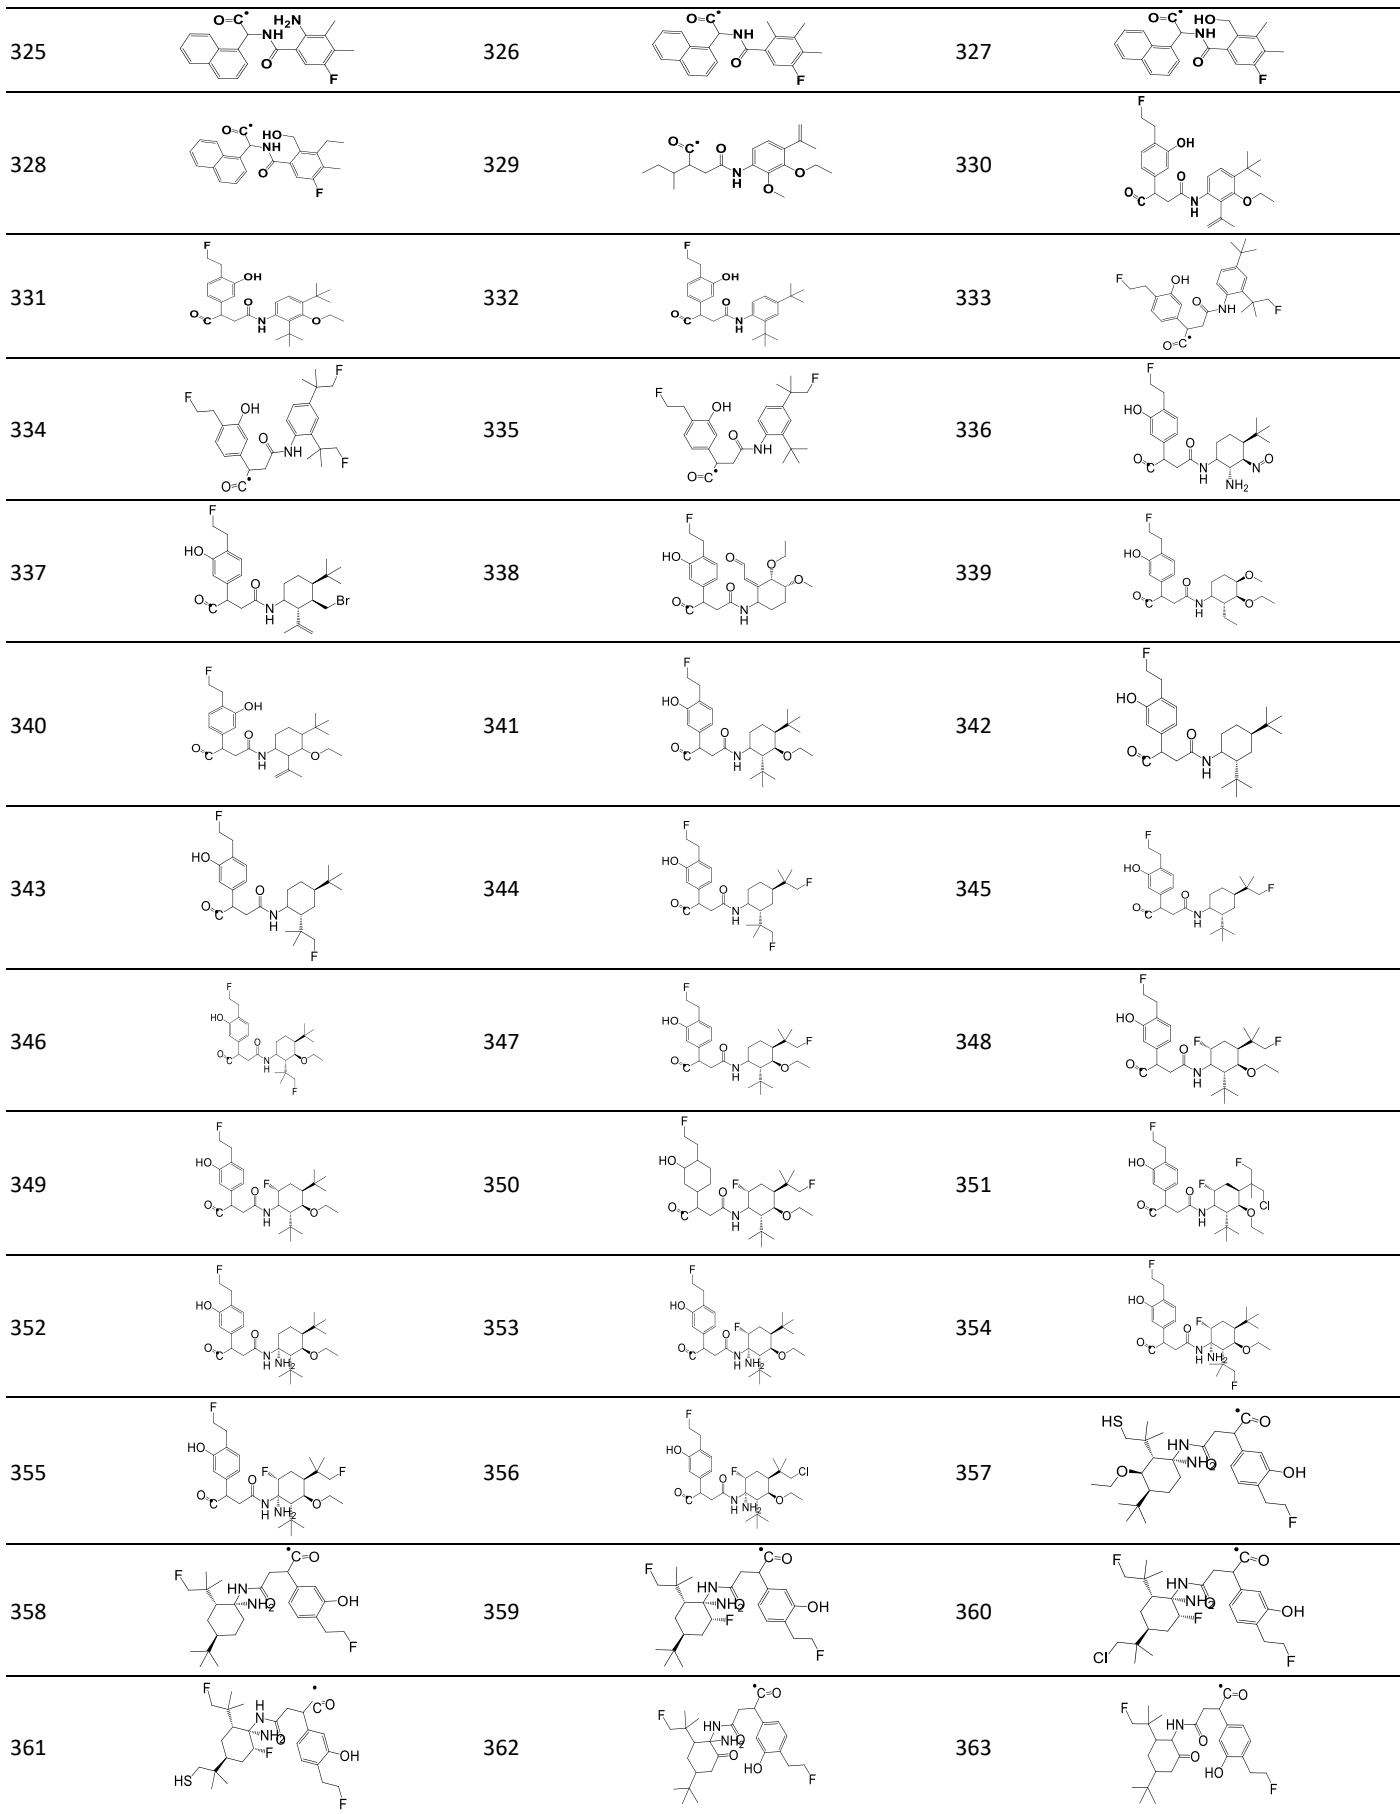 325
O=C• H₂N NH O F
326
O=C• NH O F
327
O=C• HO NH O F
328
O=C• HO NH O F
329
O=C• O N H O O
330
F OH O=C O N H O
331
F OH O=C O N H O
332
F OH O=C O N H
333
F OH O NH F O=C•
334
F OH F O NH F O=C•
335
F OH F O NH O=C•
336
F HO O=C O N H N=O NH₂
337
F HO O=C O N H Br
338
F HO O O O O=C O N H
339
F HO O=C O N H O O
340
F OH O=C O N H O
341
F HO O=C O N H O
342
F HO O=C O N H
343
F HO O=C O N H F
344
F HO O=C O N H F F
345
F HO O=C O N H F
346
F HO O=C O N H O F
347
F HO O=C O N H F O
348
F HO O=C O N H F F O
349
F HO O=C O N H F O
350
F HO O=C O N H F F O
351
F HO O=C O N H F F Cl O
352
F HO O=C O N H NH₂ O
353
F HO O=C O N H F NH₂ O
354
F HO O=C O N H F NH₂ O F
355
F HO O=C O N H F F NH₂ O
356
F HO O=C O N H F Cl NH₂ O
357
HS HN NH₂ O O •C=O OH F
358
F HN NH₂ O •C=O OH F
359
F HN NH₂ O F •C=O OH F
360
F HN NH₂ O F Cl •C=O OH F
361
F H N NH₂ O F HS •C=O OH F
362
F HN NH₂ O O •C=O HO F
363
F HN O O •C=O HO F